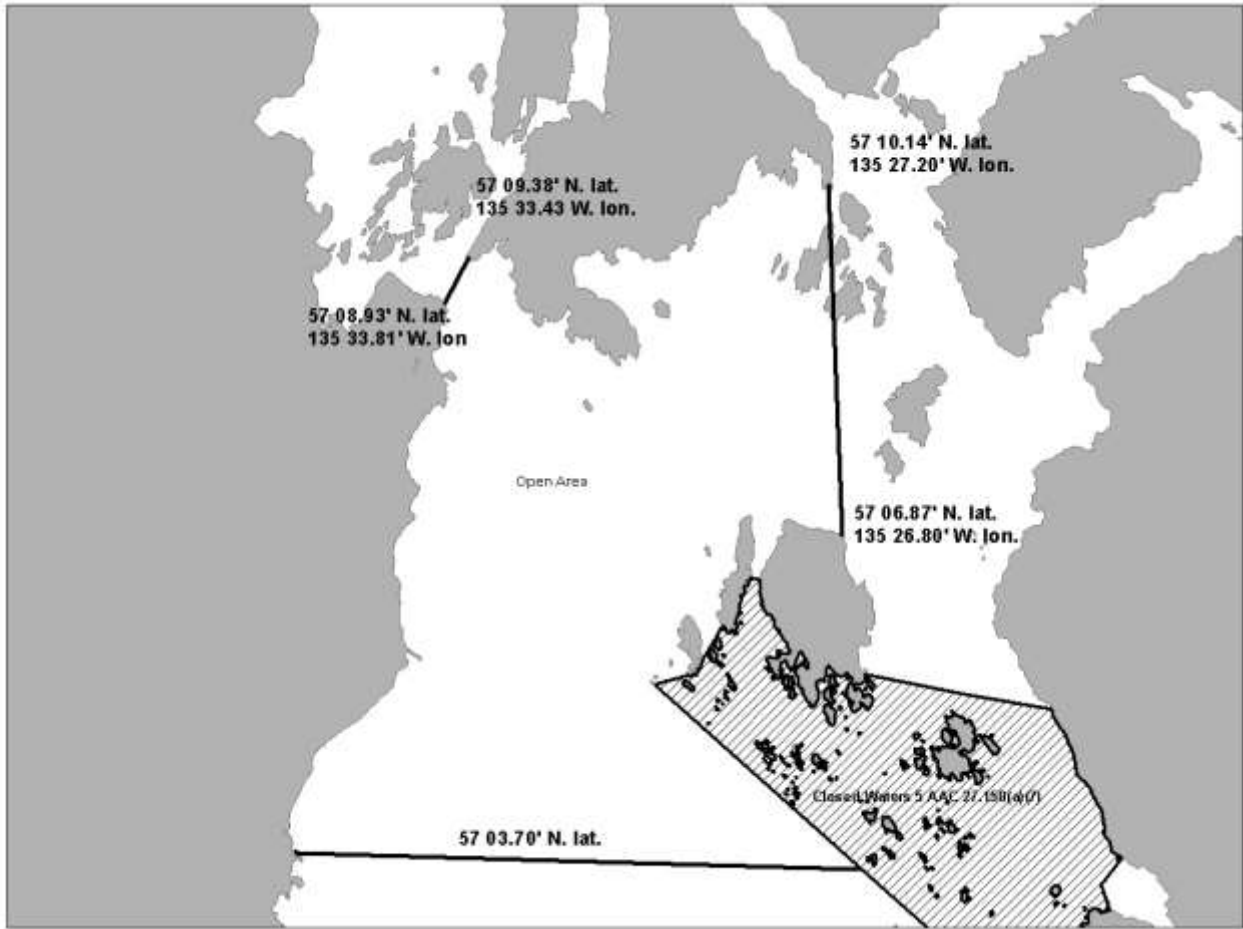 57 10.14' N. lat.
135 27.20' W. lon.
57 09.38' N. lat.
135 33.43 W. lon.
57 08.93' N. lat.
135 33.81' W. lon
Open Area
57 06.87' N. lat.
135 26.80' W. lon.
Closed Waters 5 AAC 27.150(a)(7)
57 03.70' N. lat.